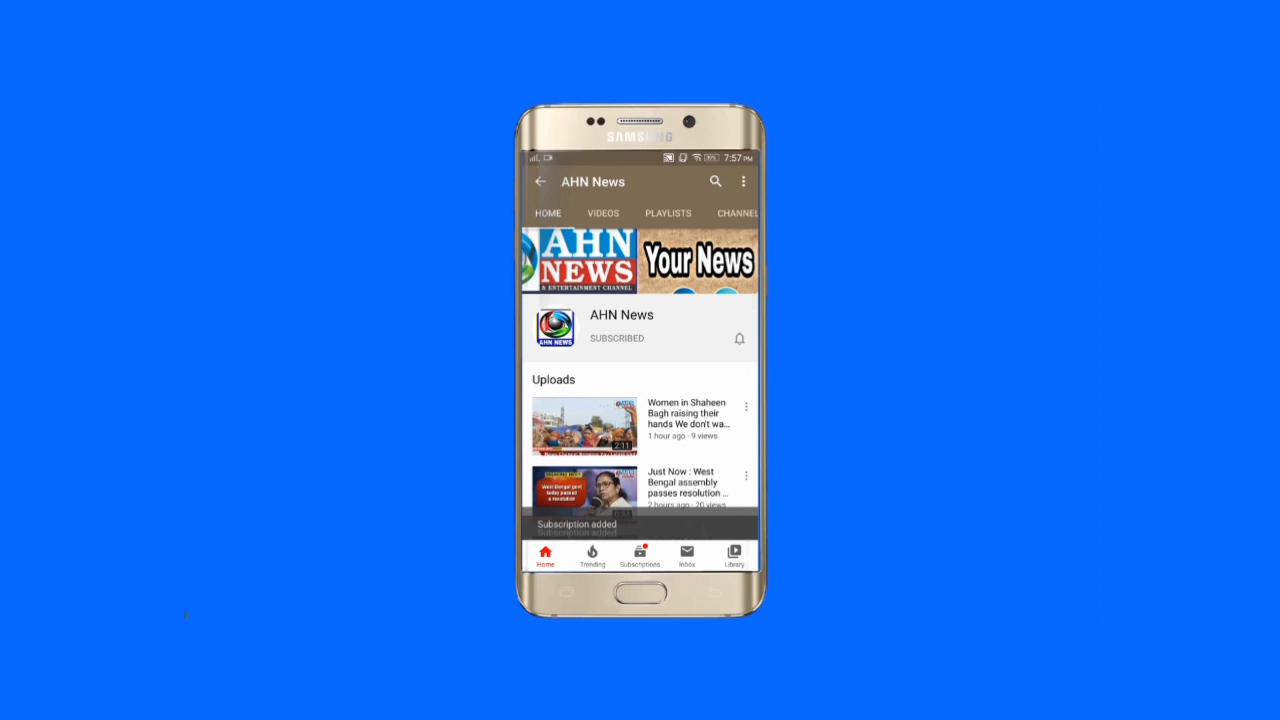 SAMSUNG
7:57 PM
AHN News
HOME VIDEOS PLAYLISTS CHANNEL
AHN
NEWS
& ENTERTAINMENT CHANNEL
Your News
AHN NEWS
AHN News
SUBSCRIBED
Uploads
Women in Shaheen
Bagh raising their
hands We don't wa...
1 hour ago · 9 views
2:11
Just Now : West
Bengal assembly
passes resolution ...
2 hours ago · 20 views
West Bengal govt
today passed
a resolution
Subscription added
Home Trending Subscriptions Inbox Library